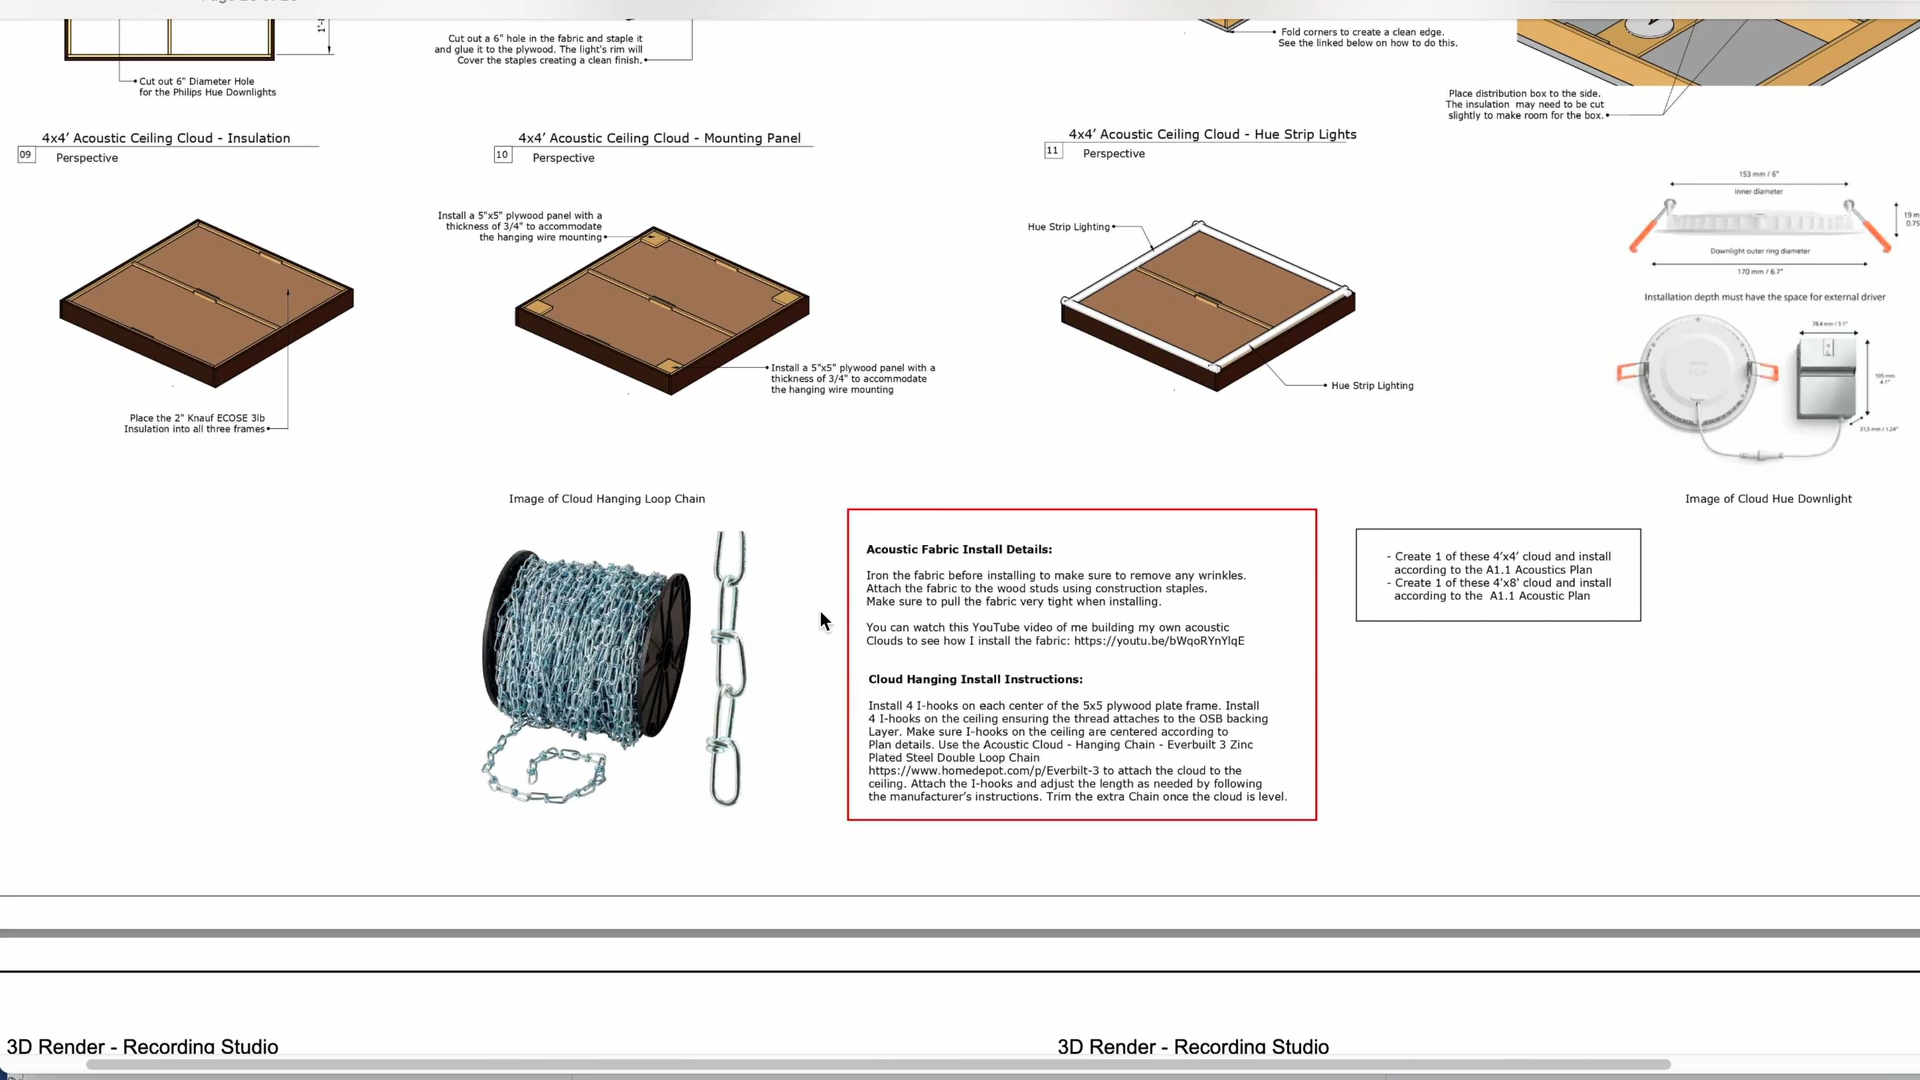 Cut out a 6" hole in the fabric and staple it
and glue it to the plywood. The light's rim will
Cover the staples creating a clean finish.
Fold corners to create a clean edge.
See the linked below on how to do this.
Cut out 6" Diameter Hole
for the Philips Hue Downlights
Place distribution box to the side.
The insulation may need to be cut
slightly to make room for the box.
4x4' Acoustic Ceiling Cloud - Insulation
09
Perspective
4x4' Acoustic Ceiling Cloud - Mounting Panel
10
Perspective
4x4' Acoustic Ceiling Cloud - Hue Strip Lights
11
Perspective
153 mm / 6"
Inner diameter
Downlight outer ring diameter
170 mm / 6.7"
Installation depth must have the space for external driver
Install a 5"x5" plywood panel with a
thickness of 3/4" to accommodate
the hanging wire mounting
Hue Strip Lighting
Install a 5"x5" plywood panel with a
thickness of 3/4" to accommodate
the hanging wire mounting
Hue Strip Lighting
Place the 2" Knauf ECOSE 3lb
Insulation into all three frames
Image of Cloud Hanging Loop Chain
Image of Cloud Hue Downlight
Acoustic Fabric Install Details:
Iron the fabric before installing to make sure to remove any wrinkles.
Attach the fabric to the wood studs using construction staples.
Make sure to pull the fabric very tight when installing.
You can watch this YouTube video of me building my own acoustic
Clouds to see how I install the fabric: https://youtu.be/bWqoRYnYlqE
Cloud Hanging Install Instructions:
Install 4 I-hooks on each center of the 5x5 plywood plate frame. Install
4 I-hooks on the ceiling ensuring the thread attaches to the OSB backing
Layer. Make sure I-hooks on the ceiling are centered according to
Plan details. Use the Acoustic Cloud - Hanging Chain - Everbuilt 3 Zinc
Plated Steel Double Loop Chain
https://www.homedepot.com/p/Everbilt-3 to attach the cloud to the
ceiling. Attach the I-hooks and adjust the length as needed by following
the manufacturer's instructions. Trim the extra Chain once the cloud is level.
- Create 1 of these 4'x4' cloud and install
according to the A1.1 Acoustics Plan
- Create 1 of these 4'x8' cloud and install
according to the A1.1 Acoustic Plan
3D Render - Recording Studio
3D Render - Recording Studio